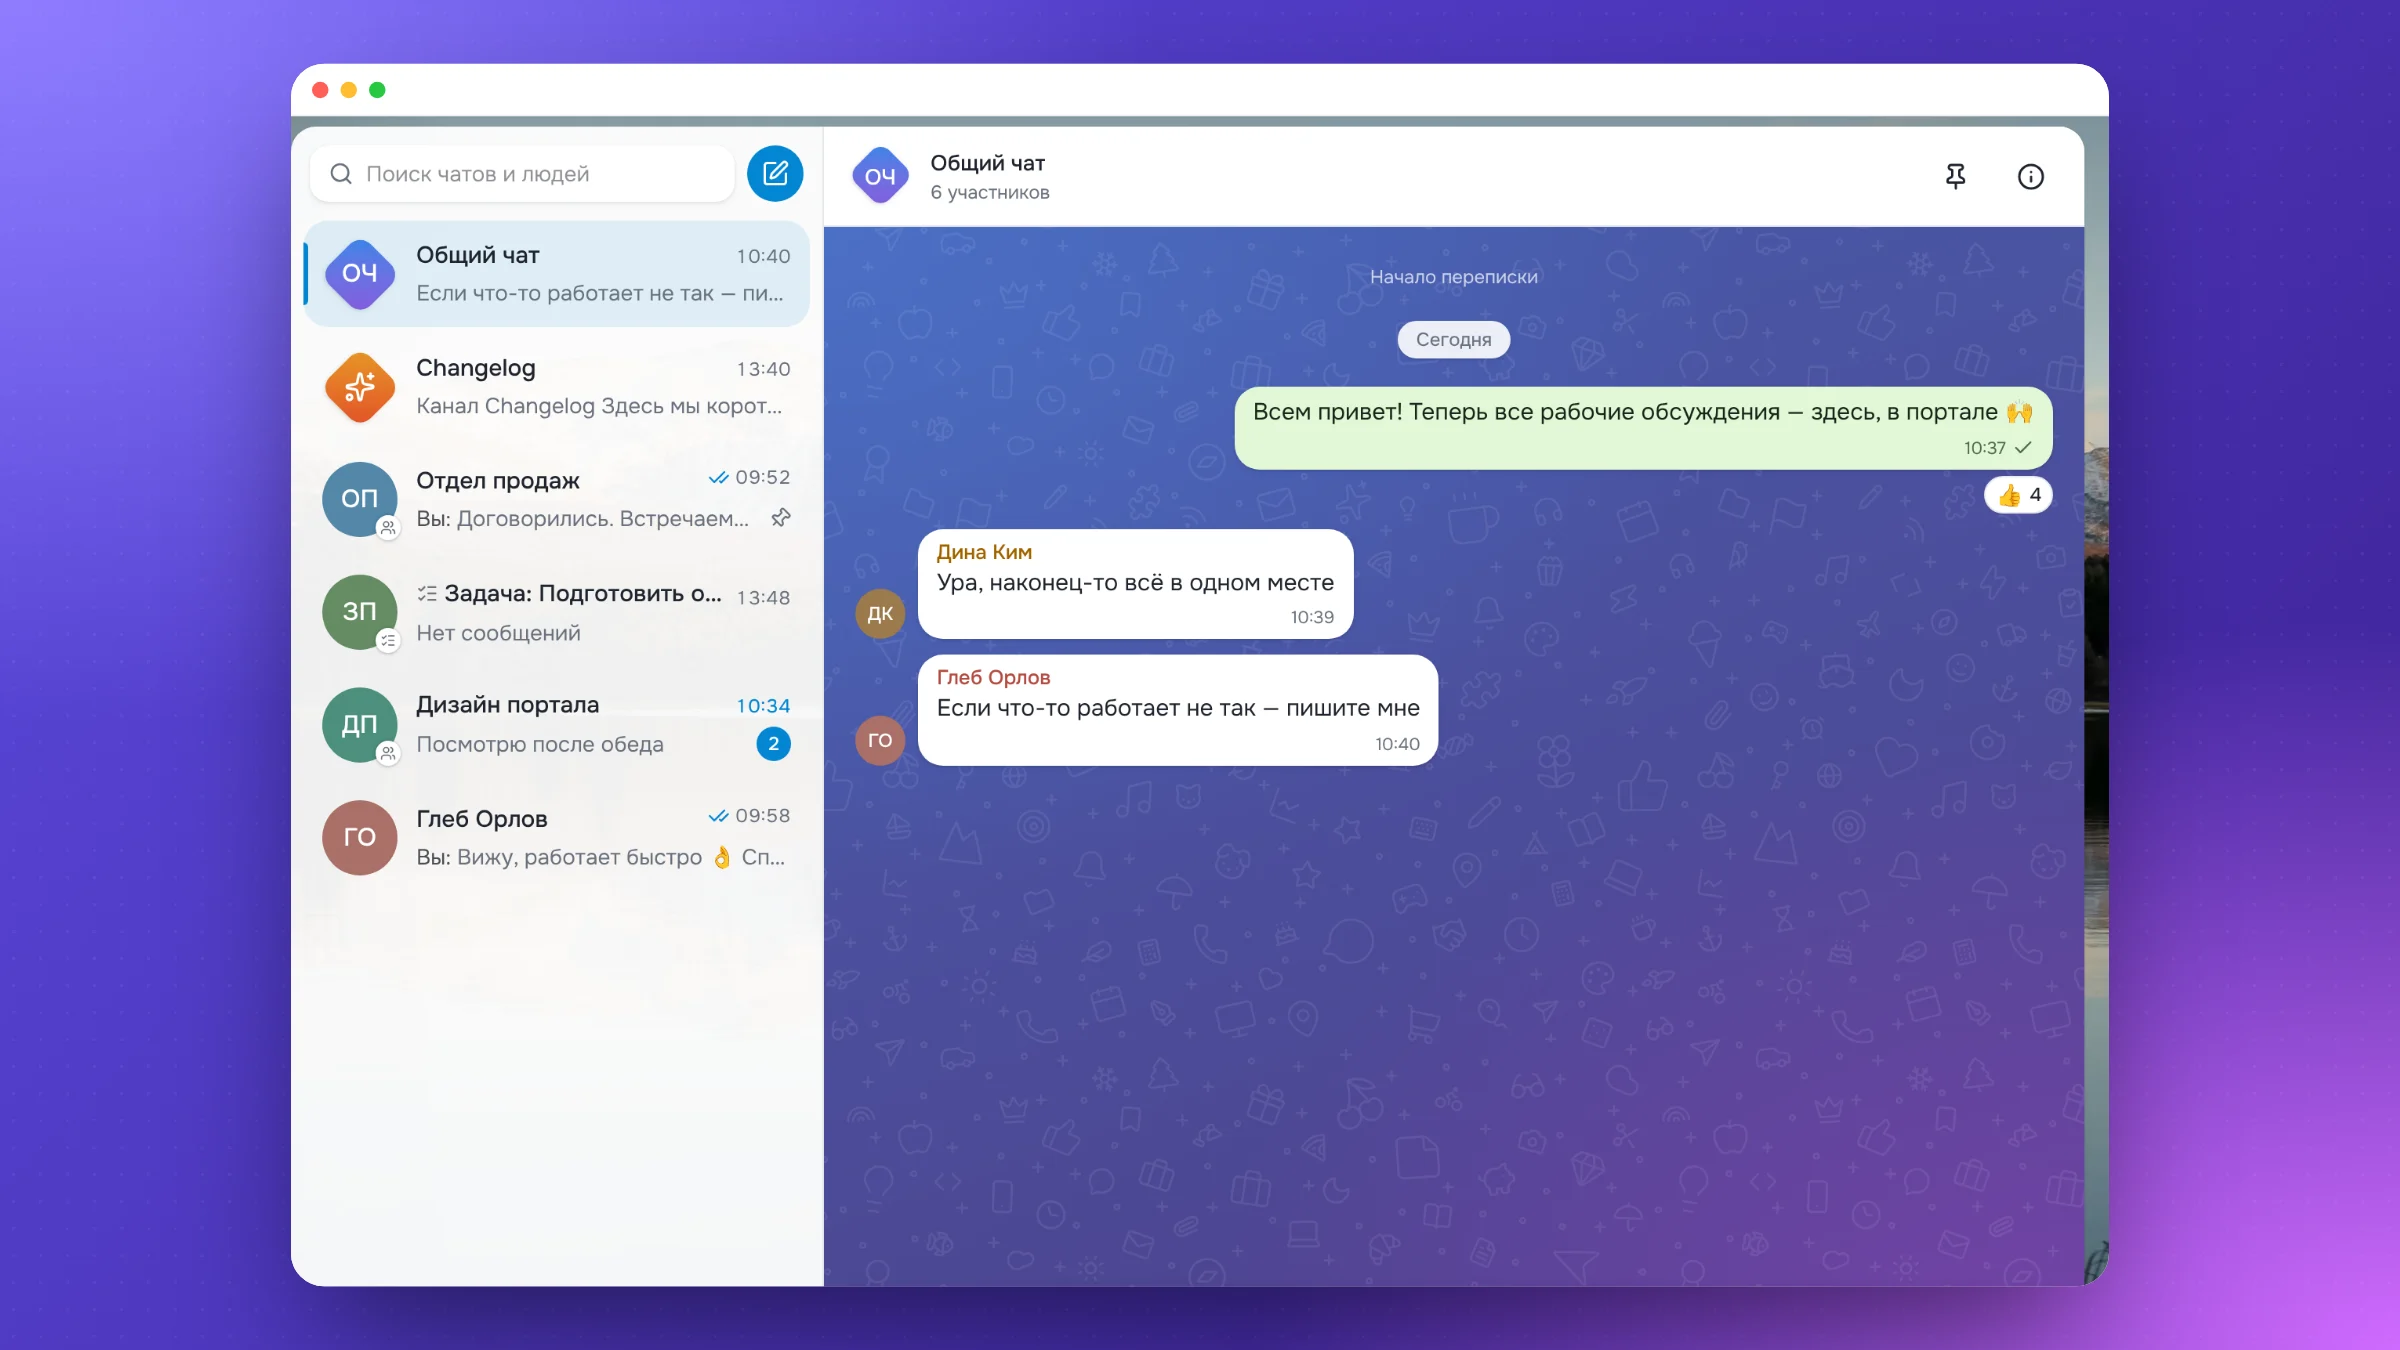 Поиск чатов и людей
ОЧ
Общий чат
10:40
Если что-то работает не так — пи...
Changelog
13:40
Канал Changelog Здесь мы корот...
ОП
Отдел продаж
09:52
Вы: Договорились. Встречаем...
ЗП
Задача: Подготовить о...
13:48
Нет сообщений
ДП
Дизайн портала
10:34
Посмотрю после обеда
2
ГО
Глеб Орлов
09:58
Вы: Вижу, работает быстро 👌 Сп...
ОЧ
Общий чат
6 участников
Начало переписки
Сегодня
Всем привет! Теперь все рабочие обсуждения — здесь, в портале 🙌
10:37
👍 4
Дина Ким
Ура, наконец-то всё в одном месте
10:39
ДК
Глеб Орлов
Если что-то работает не так — пишите мне
10:40
ГО